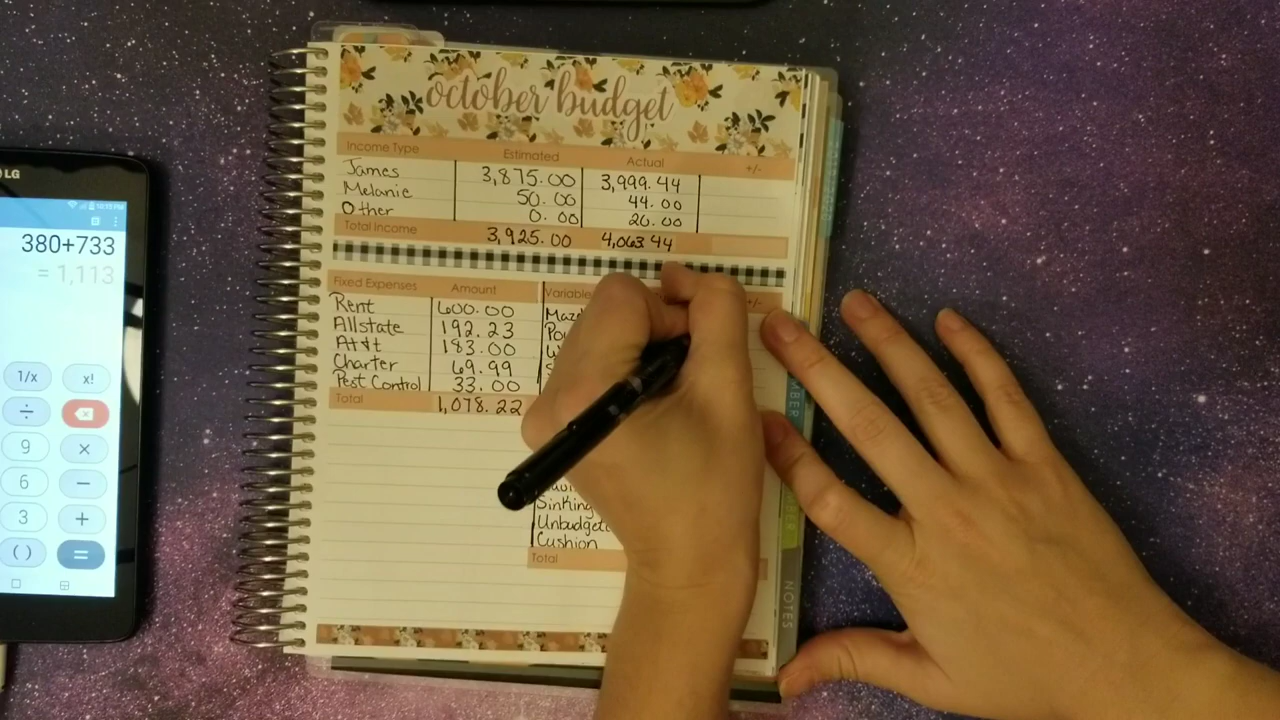 october budget
Income Type Estimated Actual +/-
James 3,875.00 3,999.44
Melanie 50.00 44.00
Other 0.00 20.00
Total Income 3,925.00 4,063.44
Fixed Expenses Amount Variable +/-
Rent 600.00
Allstate 192.23
At&t 183.00
Charter 69.99
Pest Control 33.00
Total 1,078.22
Sinking
Unbudget
Cushion
Total
NOTES
LG
380+733
= 1,113
1/x x!
÷
9 ×
6 −
3 +
( ) =